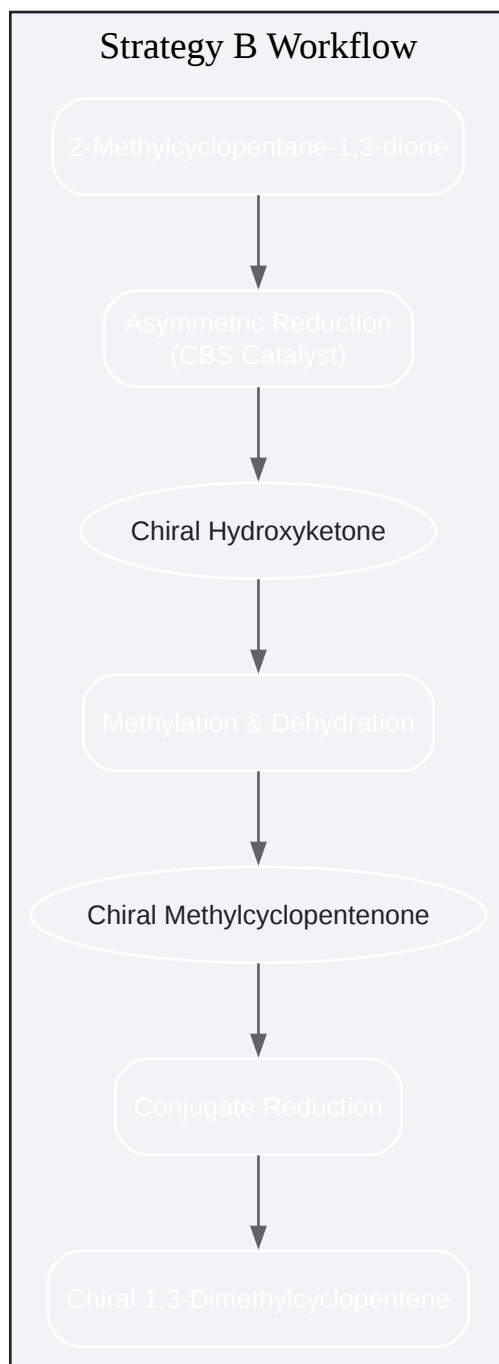 Strategy B Workflow
2-Methylcyclopentane-1,3-dione
Asymmetric Reduction
(CBS Catalyst)
Chiral Hydroxyketone
Methylation & Dehydration
Chiral Methylcyclopentenone
Conjugate Reduction
Chiral 1,3-Dimethylcyclopentene